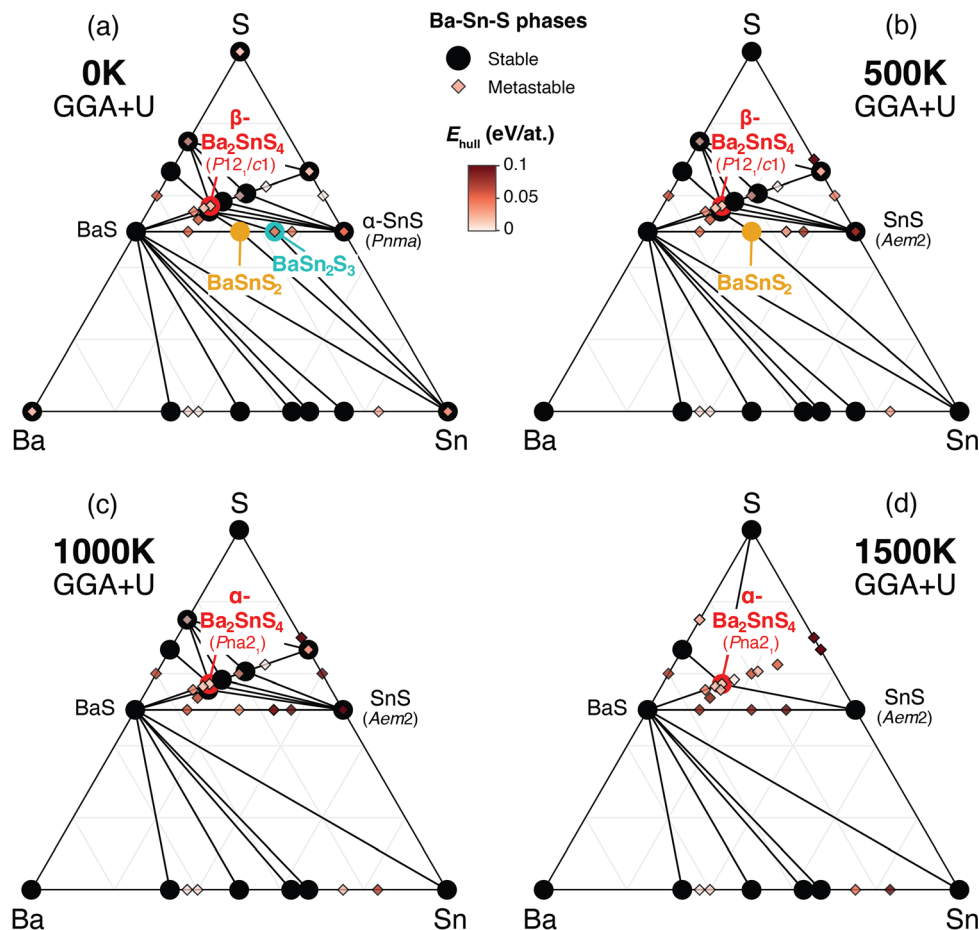 (a)
0K
GGA+U
S
β-
Ba₂SnS₄
(P12₁/c1)
BaS
α-SnS
(Pnma)
BaSn₂S₃
BaSnS₂
Ba
Sn
Ba-Sn-S phases
Stable
Metastable
E_hull (eV/at.)
0.1
0.05
0
(b)
500K
GGA+U
S
β-
Ba₂SnS₄
(P12₁/c1)
BaS
SnS
(Aem2)
BaSnS₂
Ba
Sn
(c)
1000K
GGA+U
S
α-
Ba₂SnS₄
(Pna2₁)
BaS
SnS
(Aem2)
Ba
Sn
(d)
1500K
GGA+U
S
α-
Ba₂SnS₄
(Pna2₁)
BaS
SnS
(Aem2)
Ba
Sn